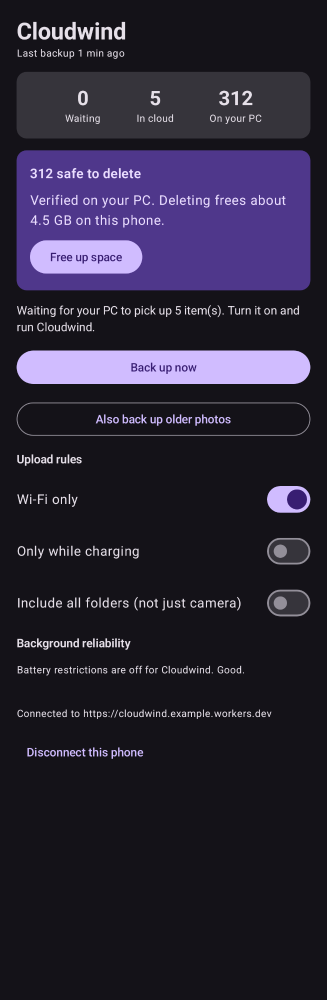 Cloudwind
Last backup 1 min ago
0 5 312
Waiting In cloud On your PC
312 safe to delete
Verified on your PC. Deleting frees about
4.5 GB on this phone.
Free up space
Waiting for your PC to pick up 5 item(s). Turn it on and
run Cloudwind.
Back up now
Also back up older photos
Upload rules
Wi-Fi only
Only while charging
Include all folders (not just camera)
Background reliability
Battery restrictions are off for Cloudwind. Good.
Connected to https://cloudwind.example.workers.dev
Disconnect this phone